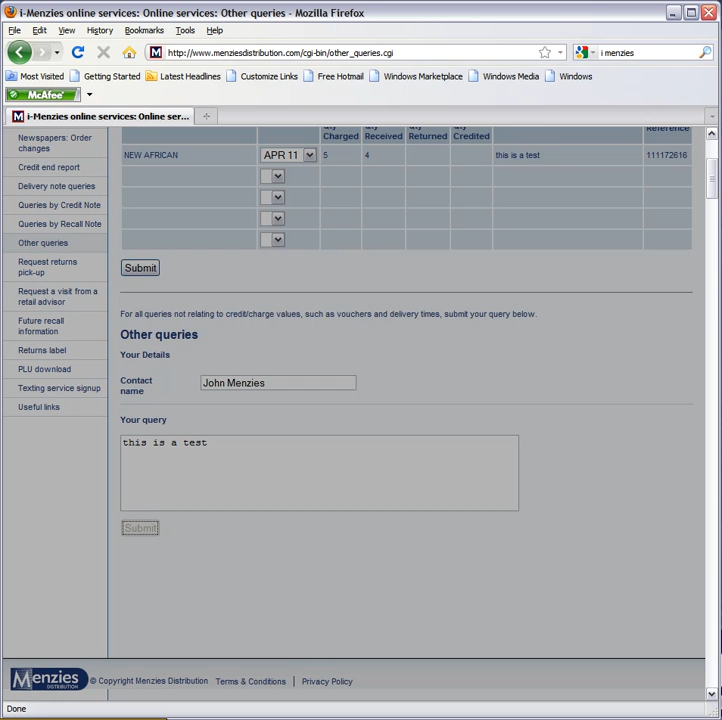 i-Menzies online services: Online services: Other queries - Mozilla Firefox
File Edit View History Bookmarks Tools Help
http://www.menziesdistribution.com/cgi-bin/other_queries.cgi
i menzies
Most Visited Getting Started Latest Headlines Customize Links Free Hotmail Windows Marketplace Windows Media Windows
McAfee
i-Menzies online services: Online ser...
Newspapers: Order
changes
Credit end report
Delivery note queries
Queries by Credit Note
Queries by Recall Note
Other queries
Request returns
pick-up
Request a visit from a
retail advisor
Future recall
information
Returns label
PLU download
Texting service signup
Useful links
Charged Received Returned Credited Reference
NEW AFRICAN APR 11 5 4 this is a test 111172616
Submit
For all queries not relating to credit/charge values, such as vouchers and delivery times, submit your query below.
Other queries
Your Details
Contact
name
John Menzies
Your query
this is a test
Submit
Menzies
DISTRIBUTION
© Copyright Menzies Distribution Terms & Conditions | Privacy Policy
Done